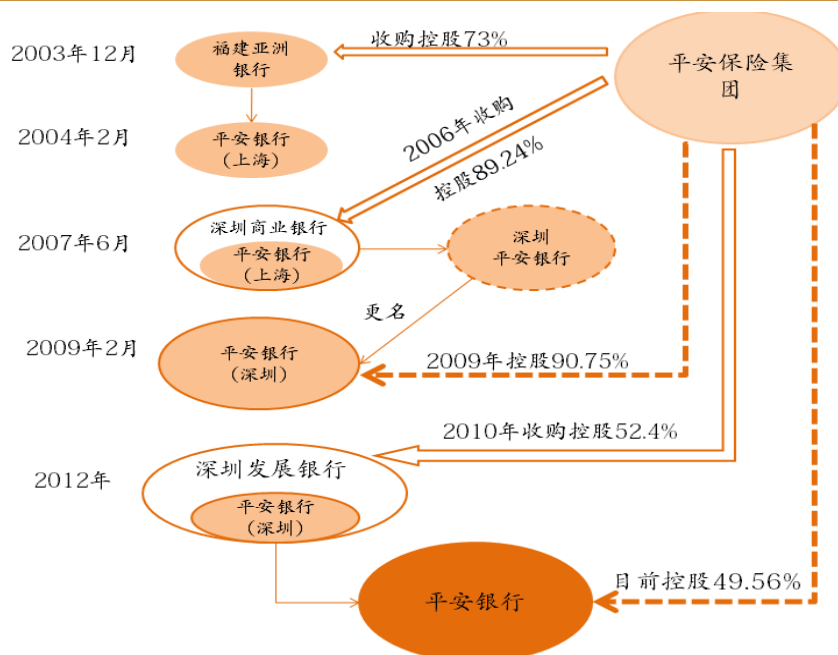 2003年12月
福建亚洲
银行
收购控股73%
平安保险集
团
2004年2月
平安银行
(上海)
2006年收购
控股89.24%
2007年6月
深圳商业银行
平安银行
(上海)
深圳
平安银行
更名
2009年2月
平安银行
(深圳)
2009年控股90.75%
2010年收购控股52.4%
2012年
深圳发展银行
平安银行
(深圳)
目前控股49.56%
平安银行